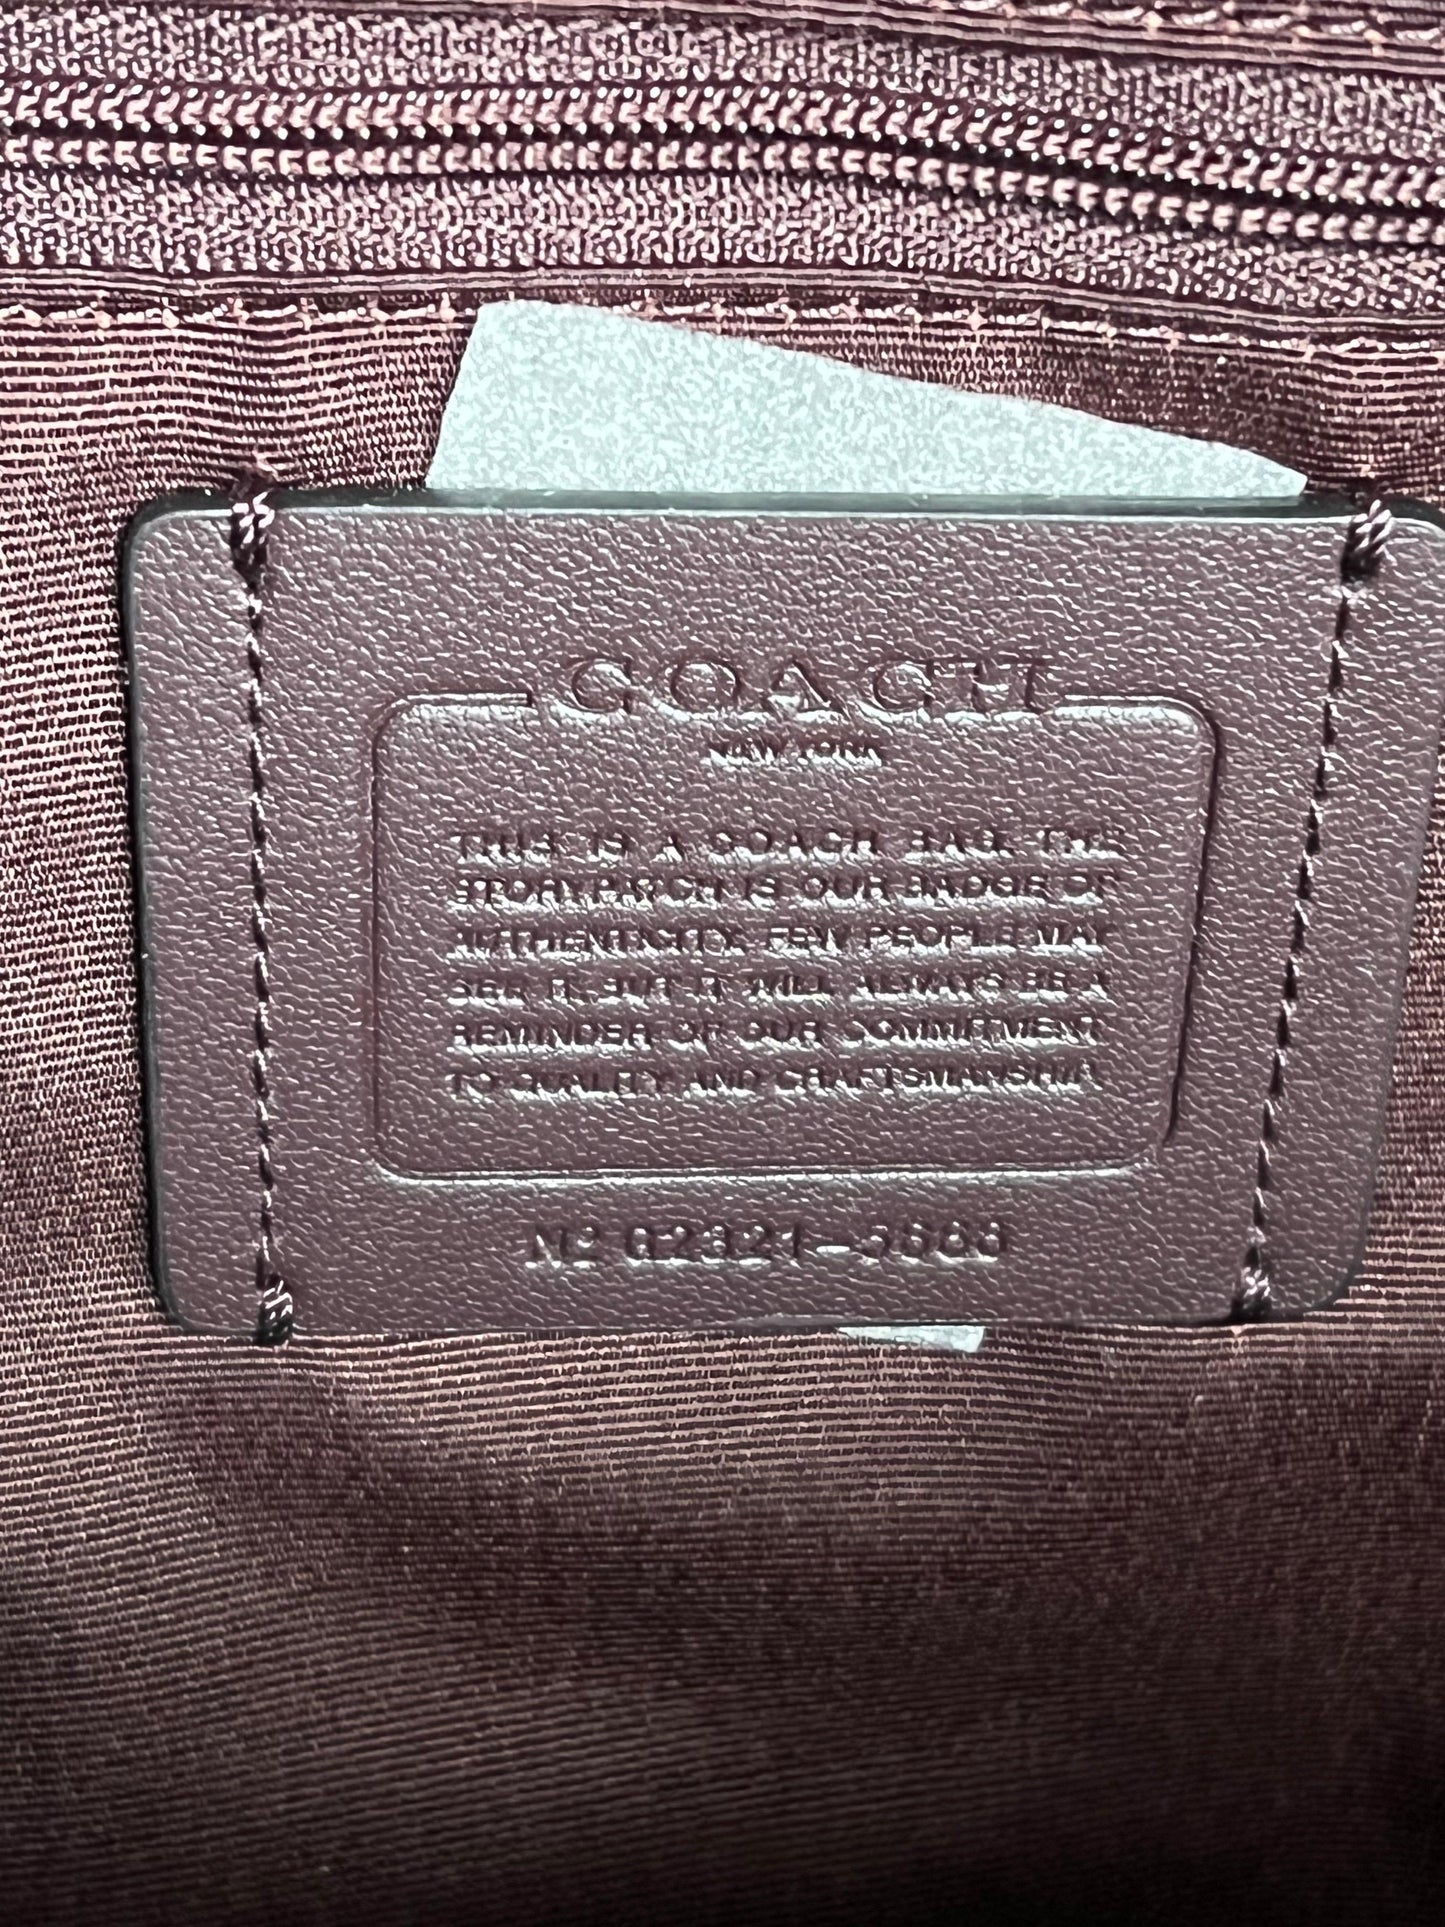 COACH
NEW YORK
THIS IS A COACH BAG. THE
STORYPATCH IS OUR BADGE OF
AUTHENTICITY. FEW PEOPLE MAY
SEE IT, BUT IT WILL ALWAYS BE A
REMINDER OF OUR COMMITMENT
TO QUALITY AND CRAFTSMANSHIP.
Nº